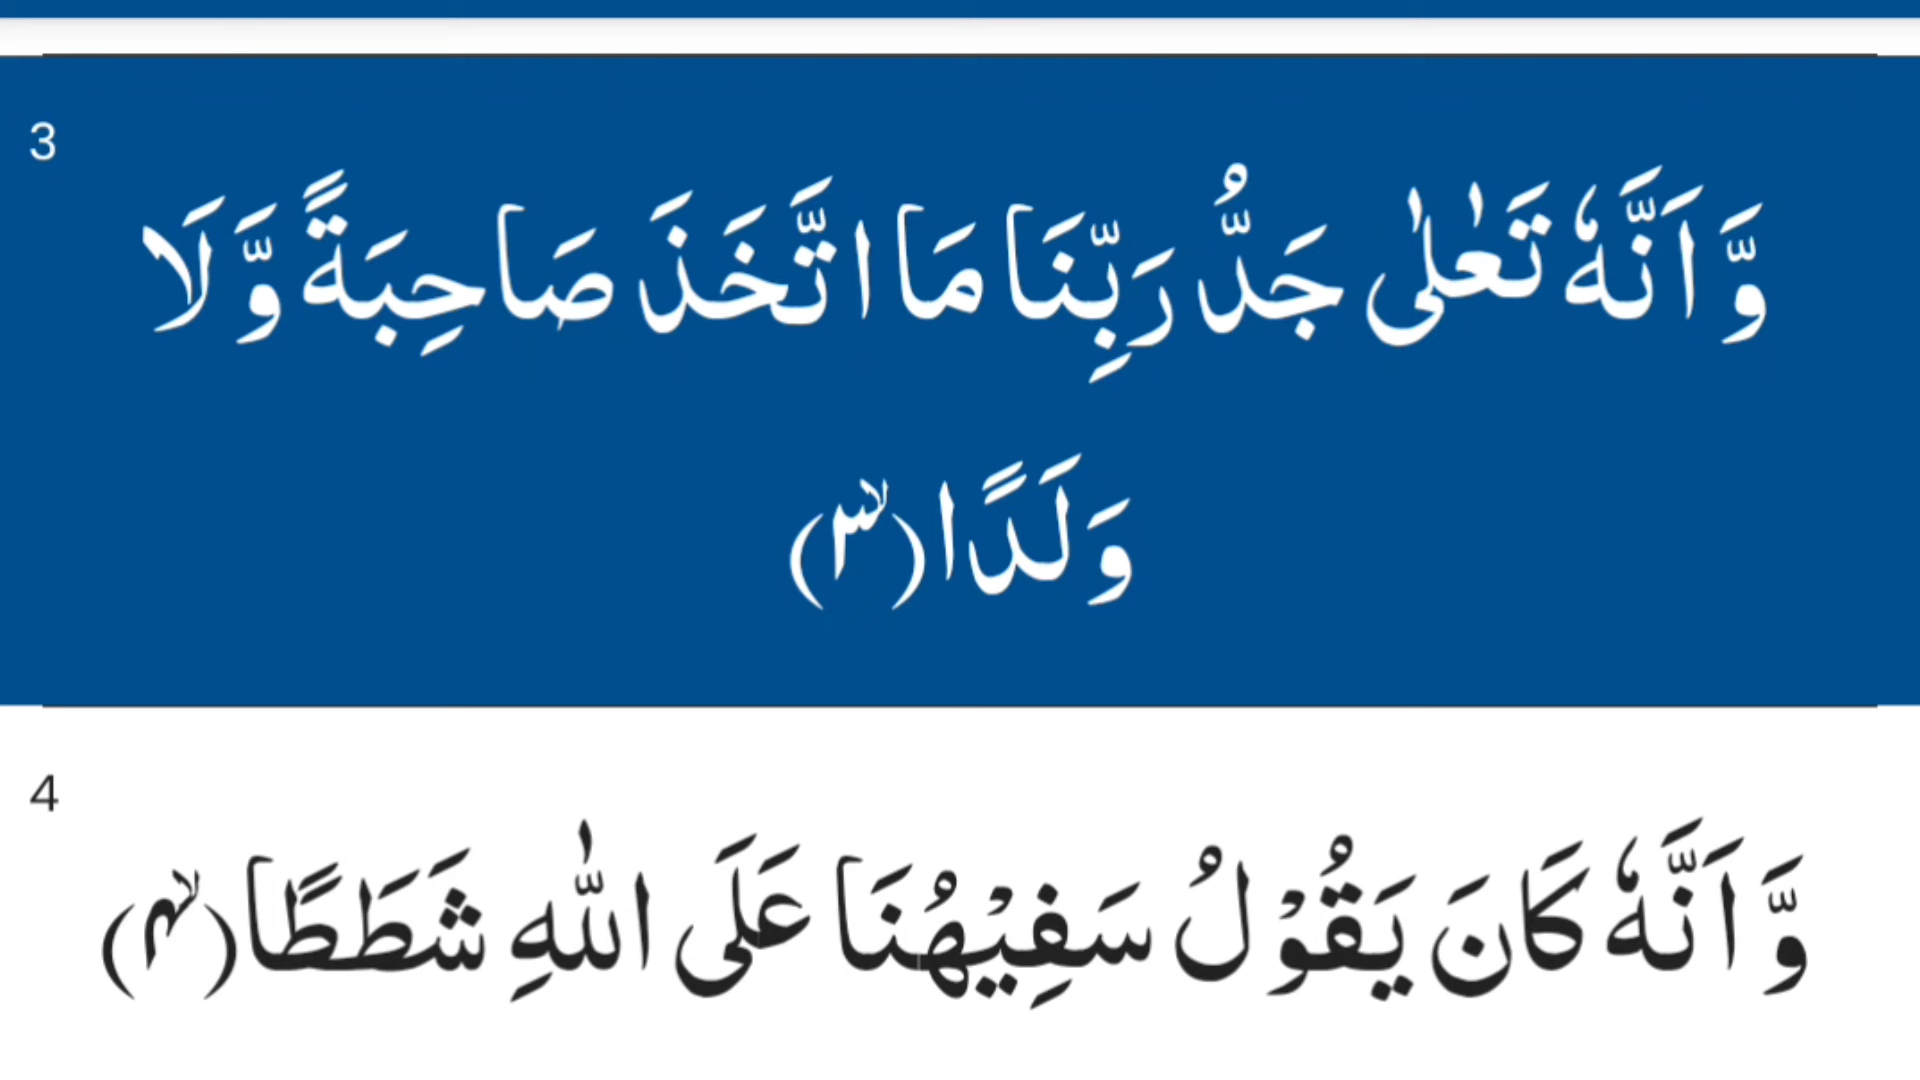 3
وَّ اَنَّهٗ تَعٰلٰى جَدُّ رَبِّنَا مَا اتَّخَذَ صَاحِبَةً وَّ لَا
وَلَدًاۙ(۳)
4
وَّ اَنَّهٗ كَانَ یَقُوْلُ سَفِیْهُنَا عَلَى اللّٰهِ شَطَطًاۙ(۴)